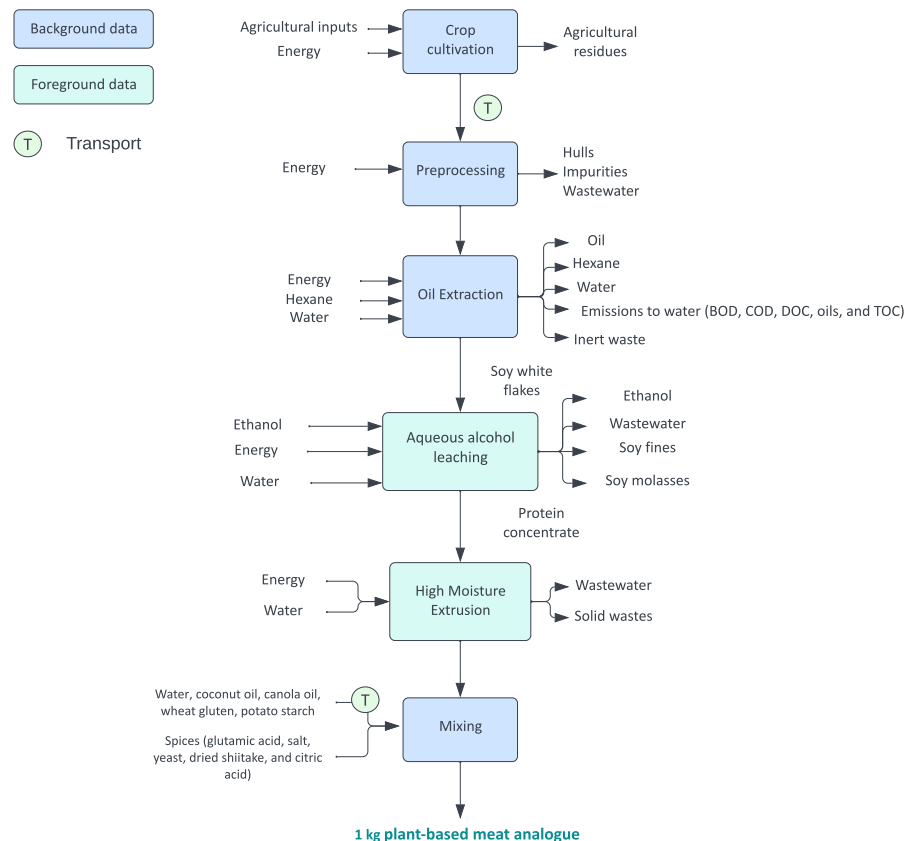 Background data
Foreground data
T
Transport
Agricultural inputs
Energy
Crop
cultivation
Agricultural
residues
T
Energy
Preprocessing
Hulls
Impurities
Wastewater
Energy
Hexane
Water
Oil Extraction
Oil
Hexane
Water
Emissions to water (BOD, COD, DOC, oils, and TOC)
Inert waste
Soy white
flakes
Ethanol
Energy
Water
Aqueous alcohol
leaching
Ethanol
Wastewater
Soy fines
Soy molasses
Protein
concentrate
Energy
Water
High Moisture
Extrusion
Wastewater
Solid wastes
Water, coconut oil, canola oil,
wheat gluten, potato starch
T
Spices (glutamic acid, salt,
yeast, dried shiitake, and citric
acid)
Mixing
1 kg plant-based meat analogue